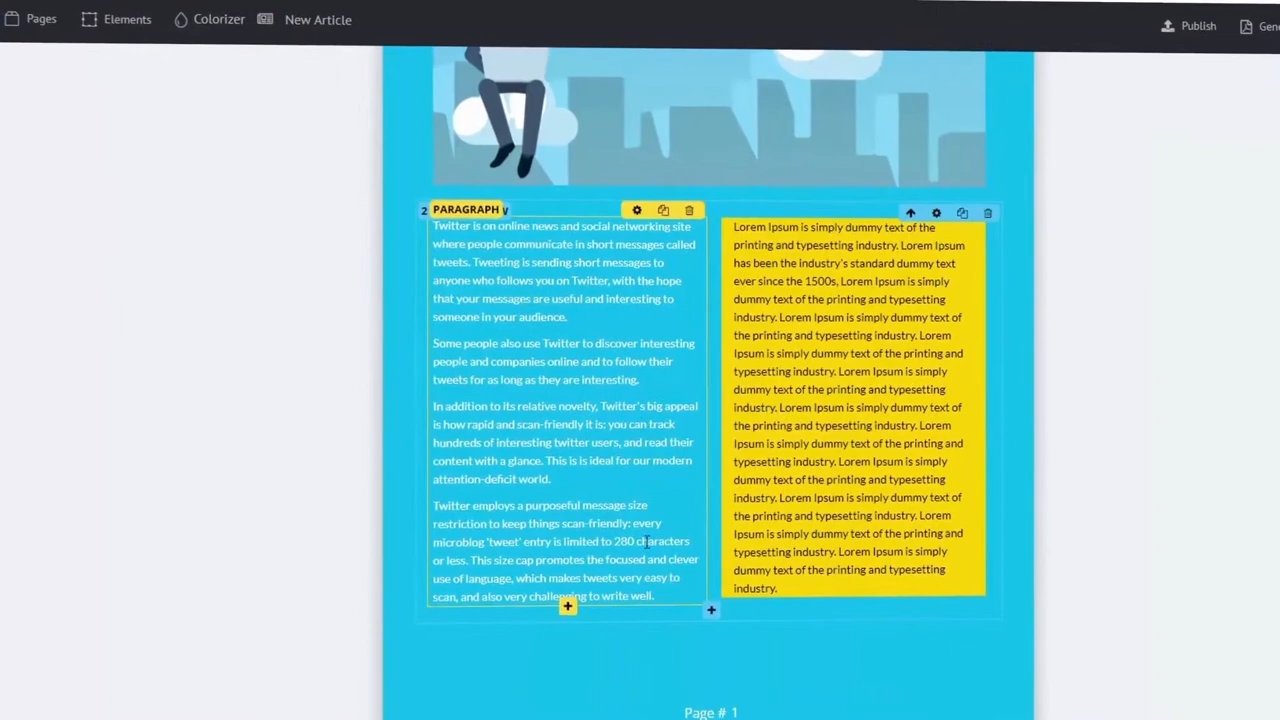 Pages
Elements
Colorizer
New Article
Publish
2
PARAGRAPH
Twitter is on online news and social networking site
where people communicate in short messages called
tweets. Tweeting is sending short messages to
anyone who follows you on Twitter, with the hope
that your messages are useful and interesting to
someone in your audience.
Some people also use Twitter to discover interesting
people and companies online and to follow their
tweets for as long as they are interesting.
In addition to its relative novelty, Twitter's big appeal
is how rapid and scan-friendly it is: you can track
hundreds of interesting twitter users, and read their
content with a glance. This is is ideal for our modern
attention-deficit world.
Twitter employs a purposeful message size
restriction to keep things scan-friendly: every
microblog 'tweet' entry is limited to 280 characters
or less. This size cap promotes the focused and clever
use of language, which makes tweets very easy to
scan, and also very challenging to write well.
Lorem Ipsum is simply dummy text of the
printing and typesetting industry. Lorem Ipsum
has been the industry's standard dummy text
ever since the 1500s, Lorem Ipsum is simply
dummy text of the printing and typesetting
industry. Lorem Ipsum is simply dummy text of
the printing and typesetting industry. Lorem
Ipsum is simply dummy text of the printing and
typesetting industry. Lorem Ipsum is simply
dummy text of the printing and typesetting
industry. Lorem Ipsum is simply dummy text of
the printing and typesetting industry. Lorem
Ipsum is simply dummy text of the printing and
typesetting industry. Lorem Ipsum is simply
dummy text of the printing and typesetting
industry. Lorem Ipsum is simply dummy text of
the printing and typesetting industry. Lorem
Ipsum is simply dummy text of the printing and
typesetting industry. Lorem Ipsum is simply
dummy text of the printing and typesetting
industry.
Page # 1